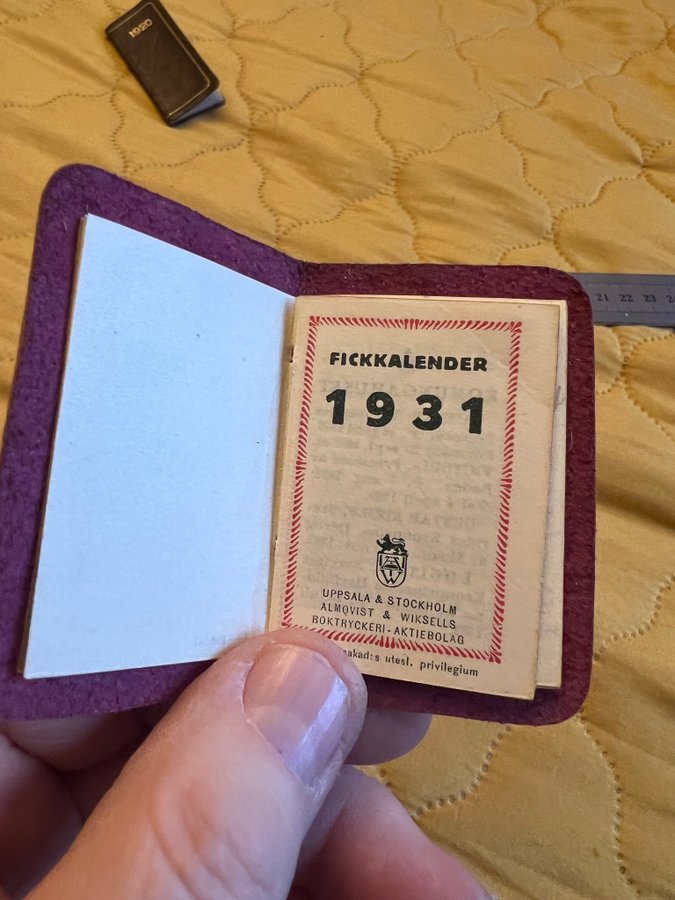 1920
21 22 23
FICKKALENDER
1931
UPPSALA & STOCKHOLM
ALMQVIST & WIKSELLS
BOKTRYCKERI-AKTIEBOLAG
utesl. privilegium